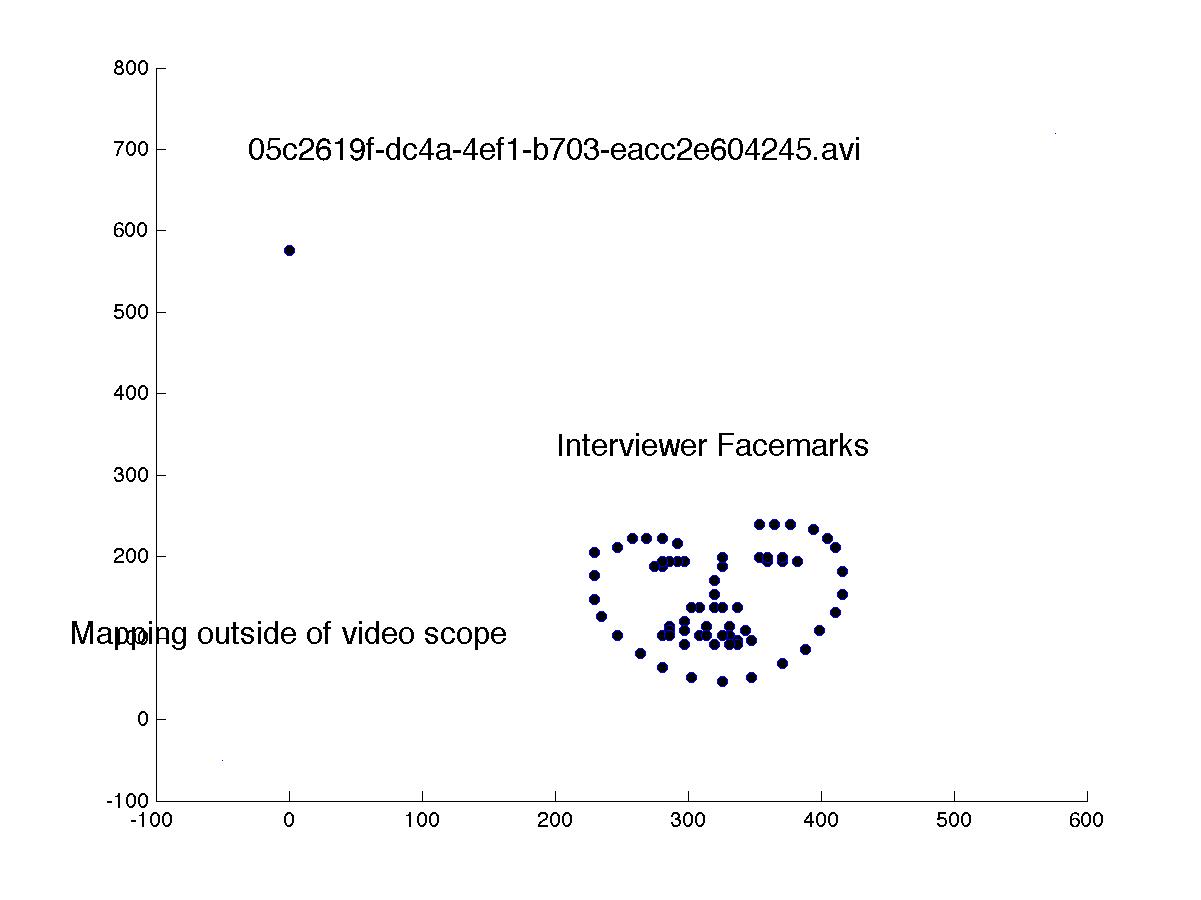 800
700
05c2619f-dc4a-4ef1-b703-eacc2e604245.avi
600
500
400
Interviewer Facemarks
300
200
Mapping outside of video scope
100
0
-100
-100 0 100 200 300 400 500 600